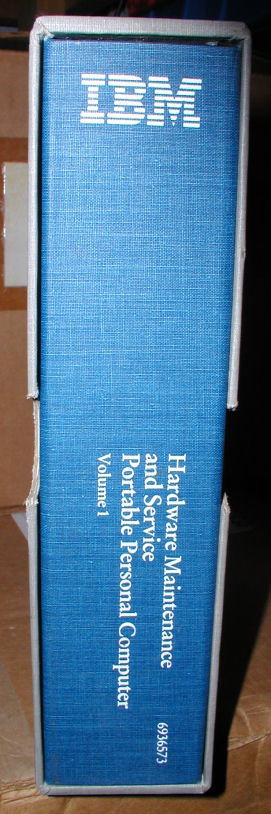 IBM
Hardware Maintenance
and Service
Portable Personal Computer
Volume 1
6936573